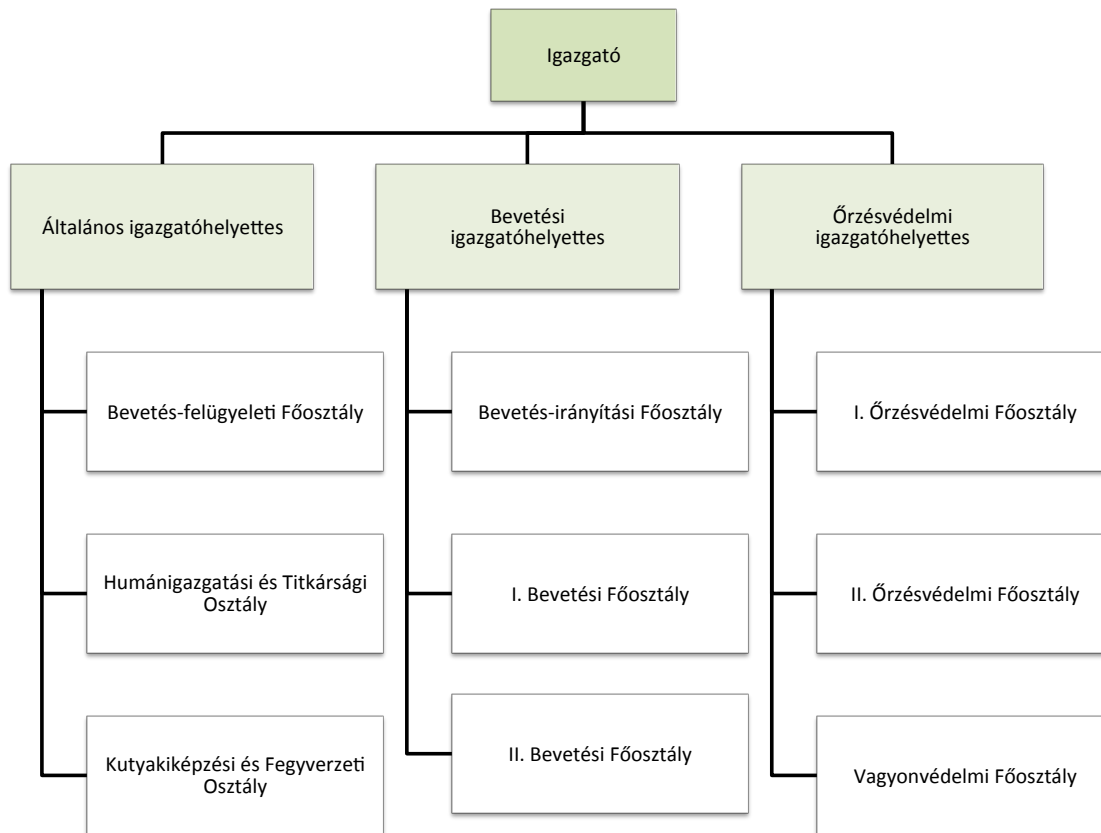 Igazgató
Általános igazgatóhelyettes
Bevetési
igazgatóhelyettes
Őrzésvédelmi
igazgatóhelyettes
Bevetés-felügyeleti Főosztály
Bevetés-irányítási Főosztály
I. Őrzésvédelmi Főosztály
Humánigazgatási és Titkársági
Osztály
I. Bevetési Főosztály
II. Őrzésvédelmi Főosztály
Kutyakiképzési és Fegyverzeti
Osztály
II. Bevetési Főosztály
Vagyonvédelmi Főosztály